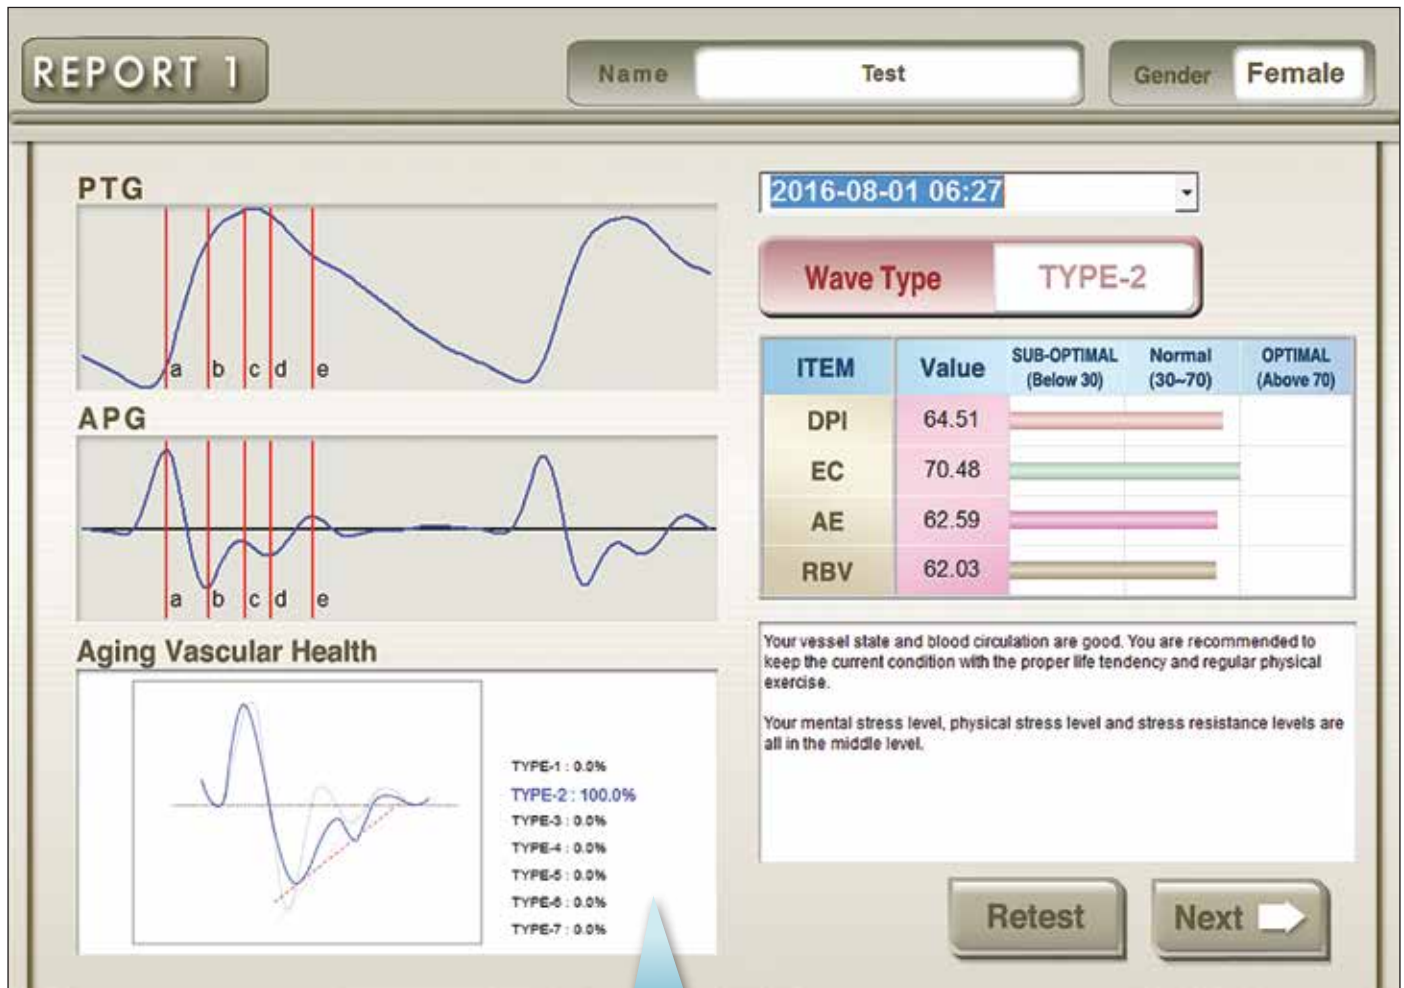 REPORT 1
Name Test
Gender Female
PTG
a b c d e
APG
a b c d e
Aging Vascular Health
TYPE-1 : 0.0%
TYPE-2 : 100.0%
TYPE-3 : 0.0%
TYPE-4 : 0.0%
TYPE-5 : 0.0%
TYPE-6 : 0.0%
TYPE-7 : 0.0%
2016-08-01 06:27
Wave Type TYPE-2
ITEM Value SUB-OPTIMAL (Below 30) Normal (30~70) OPTIMAL (Above 70)
DPI 64.51
EC 70.48
AE 62.59
RBV 62.03
Your vessel state and blood circulation are good. You are recommended to
keep the current condition with the proper life tendency and regular physical
exercise.
Your mental stress level, physical stress level and stress resistance levels are
all in the middle level.
Retest
Next